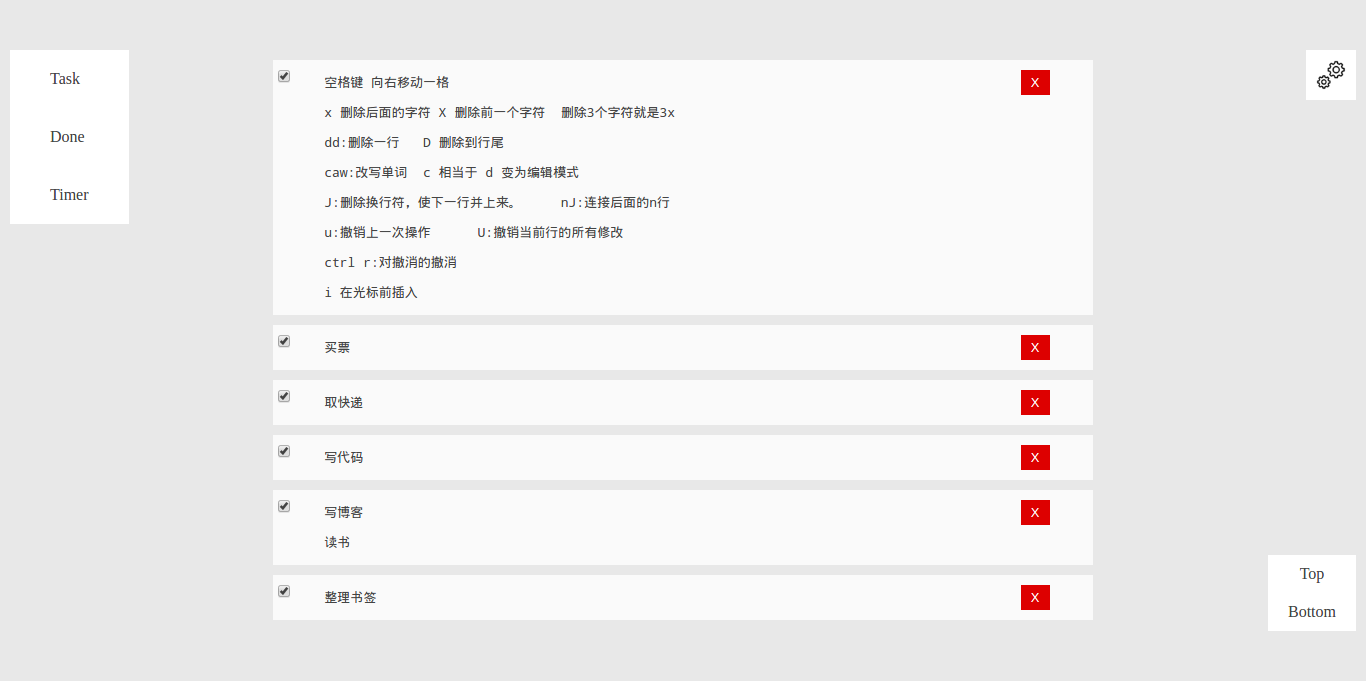 Task
Done
Timer
空格键 向右移动一格 X
x 删除后面的字符 X 删除前一个字符  删除3个字符就是3x
dd:删除一行   D 删除到行尾
caw:改写单词  c 相当于 d 变为编辑模式
J:删除换行符，使下一行并上来。     nJ:连接后面的n行
u:撤销上一次操作      U:撤销当前行的所有修改
ctrl r:对撤消的撤消
i 在光标前插入
买票 X
取快递 X
写代码 X
写博客 X
读书
整理书签 X
Top
Bottom